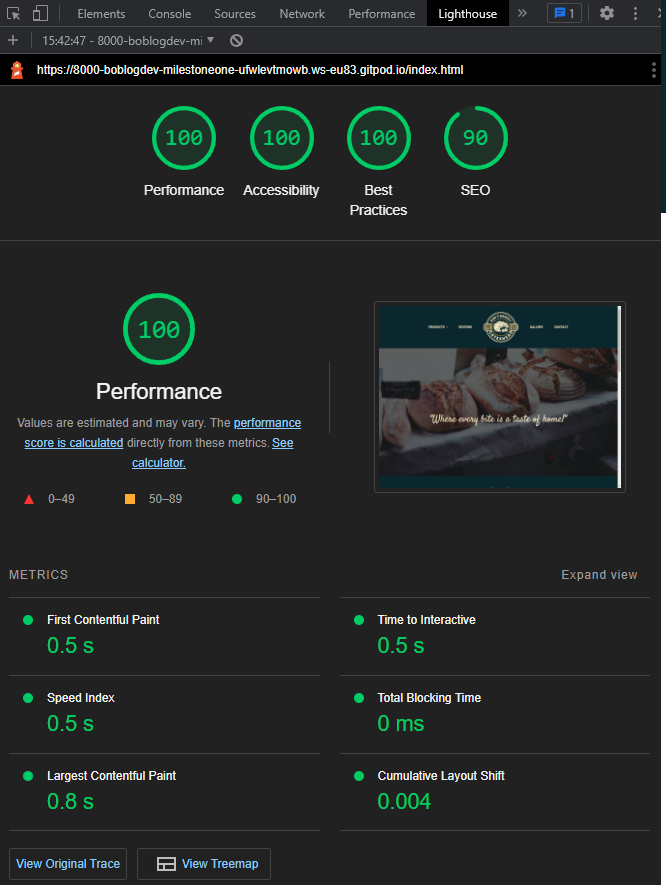 Elements Console Sources Network Performance Lighthouse » 1
15:42:47 - 8000-boblogdev-mi
https://8000-boblogdev-milestoneone-ufwlevtmowb.ws-eu83.gitpod.io/index.html
100 100 100 90
Performance Accessibility Best Practices SEO
100
Performance
Values are estimated and may vary. The performance
score is calculated directly from these metrics. See
calculator.
0–49 50–89 90–100
PRODUCTS REVIEWS GALLERY CONTACT
"Where every bite is a taste of home!"
METRICS Expand view
First Contentful Paint
0.5 s
Time to Interactive
0.5 s
Speed Index
0.5 s
Total Blocking Time
0 ms
Largest Contentful Paint
0.8 s
Cumulative Layout Shift
0.004
View Original Trace View Treemap